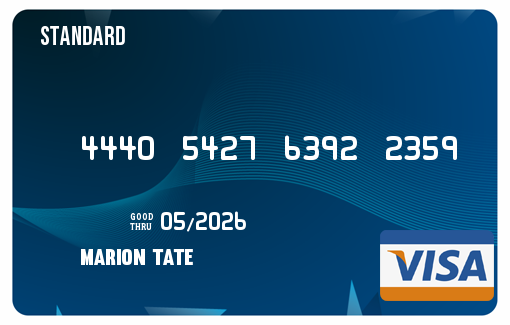 STANDARD
4440 5427 6392 2359
GOOD THRU 05/2026
MARION TATE
VISA